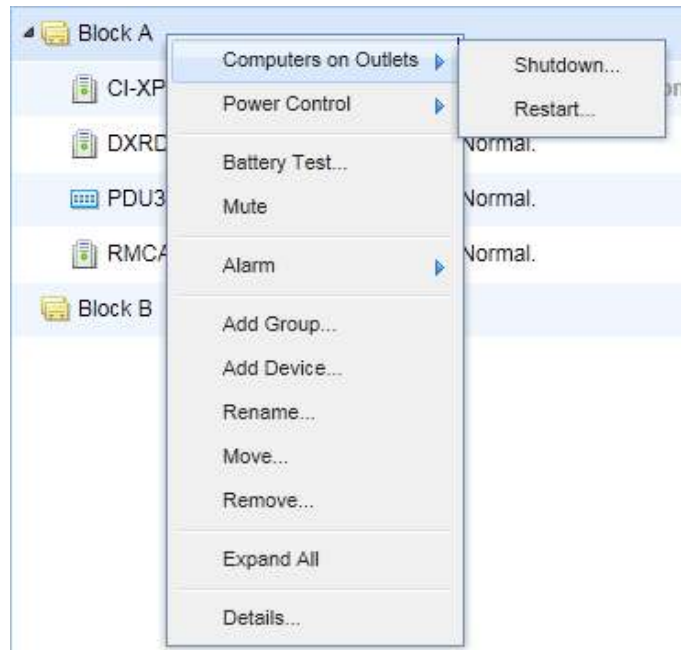 Block A
Computers on Outlets
Shutdown...
CI-XP
Power Control
Restart...
DXRD
Normal.
Battery Test...
PDU3
Mute
Normal.
RMCA
Alarm
Normal.
Block B
Add Group...
Add Device...
Rename...
Move...
Remove...
Expand All
Details...